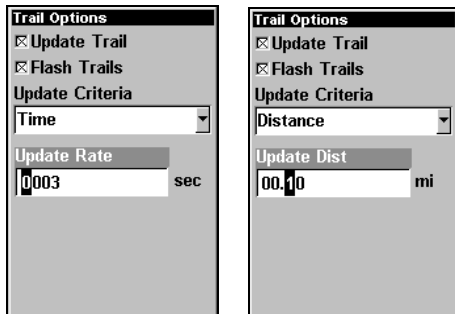 Trail Options
Update Trail
Flash Trails
Update Criteria
Time
Update Rate
0003 sec
Trail Options
Update Trail
Flash Trails
Update Criteria
Distance
Update Dist
00.10 mi